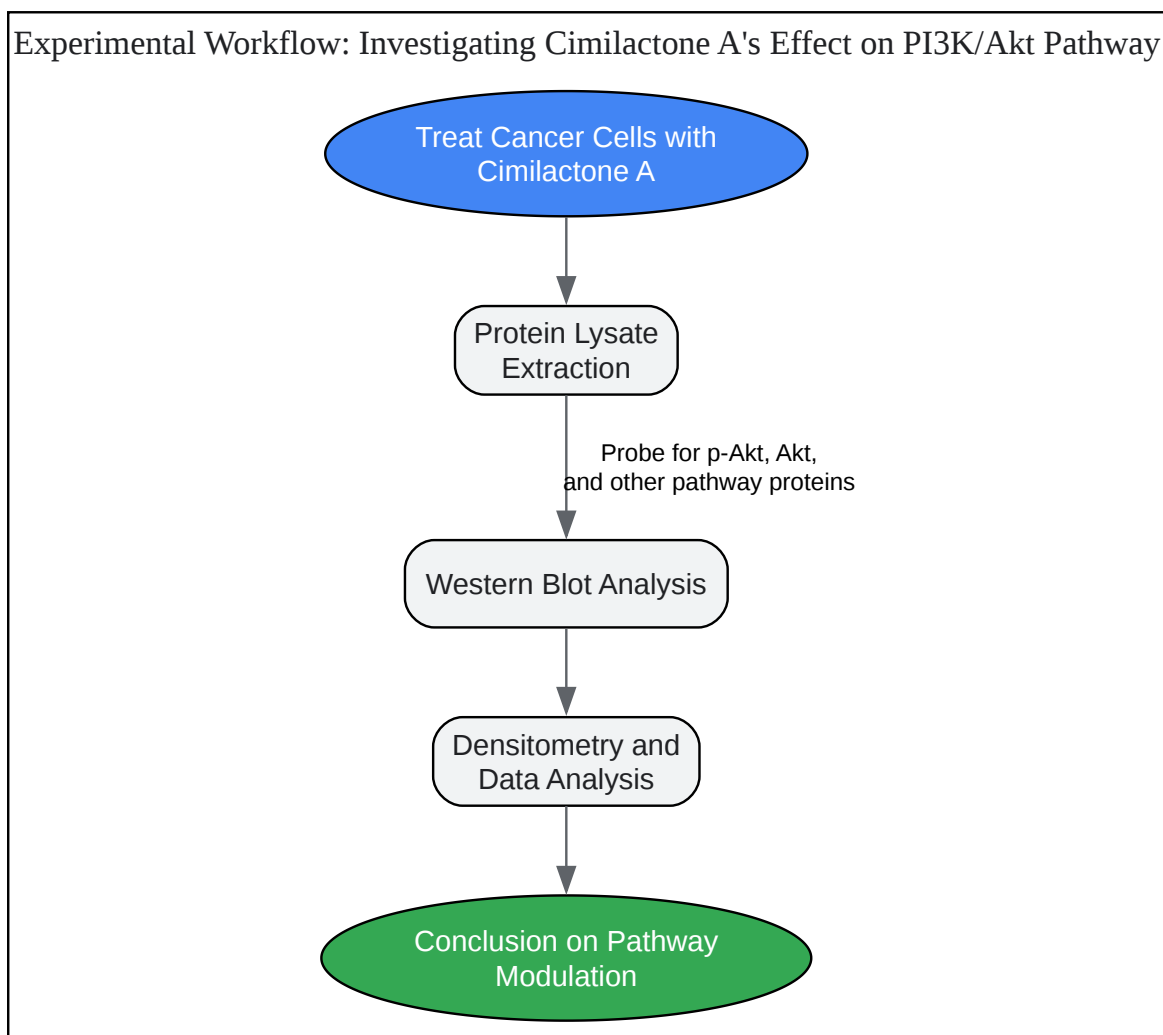 Experimental Workflow: Investigating Cimilactone A's Effect on PI3K/Akt Pathway
Treat Cancer Cells with
Cimilactone A
Protein Lysate
Extraction
Probe for p-Akt, Akt,
and other pathway proteins
Western Blot Analysis
Densitometry and
Data Analysis
Conclusion on Pathway
Modulation